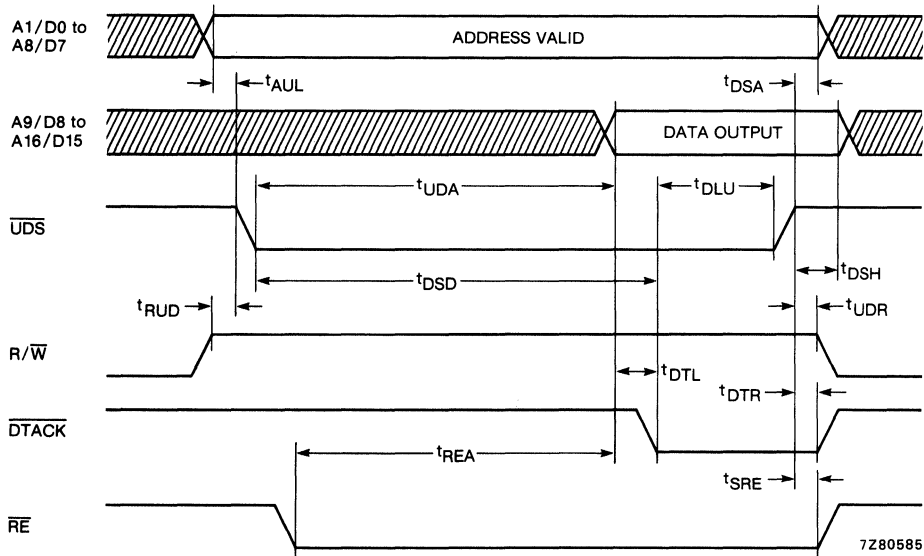 A1/D0 to
A8/D7
ADDRESS VALID
tAUL
tDSA
A9/D8 to
A16/D15
DATA OUTPUT
tUDA
tDLU
UDS
tDSD
tDSH
tRUD
tUDR
R/W
tDTL
tDTR
DTACK
tREA
tSRE
RE
7Z80585